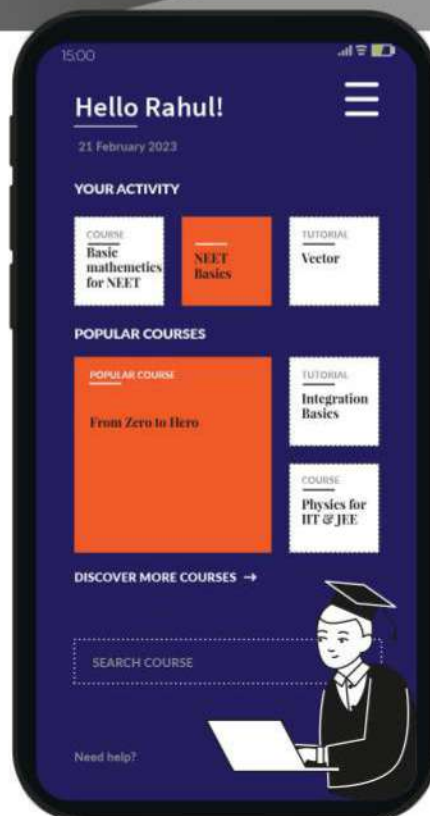 15:00
Hello Rahul!
21 February 2023
YOUR ACTIVITY
COURSE
Basic
mathemetics
for NEET
NEET
Basics
TUTORIAL
Vector
POPULAR COURSES
POPULAR COURSE
From Zero to Hero
TUTORIAL
Integration
Basics
COURSE
Physics for
IIT & JEE
DISCOVER MORE COURSES →
SEARCH COURSE
Need help?